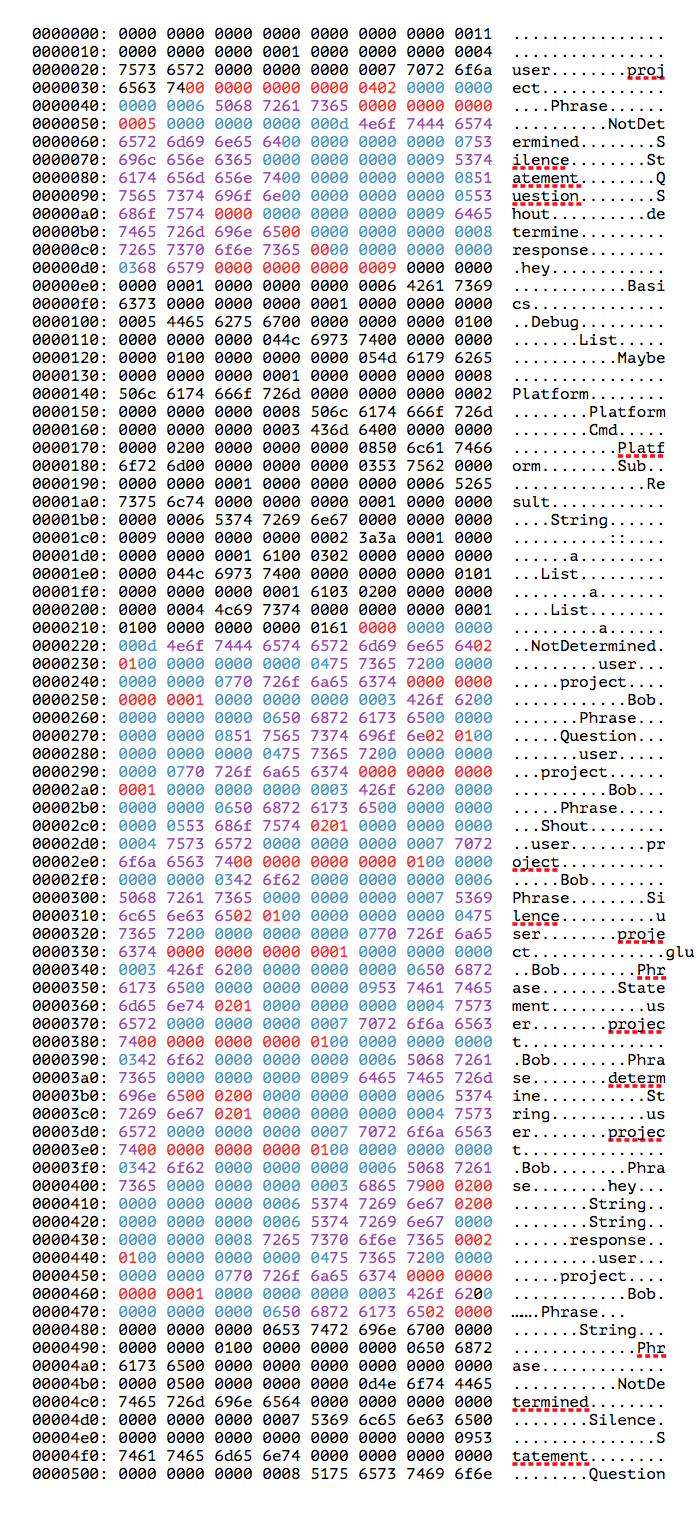 0000000: 0000 0000 0000 0000 0000 0000 0000 0011 ................
0000010: 0000 0000 0000 0001 0000 0000 0000 0004 ................
0000020: 7573 6572 0000 0000 0000 0007 7072 6f6a user........proj
0000030: 6563 7400 0000 0000 0000 0402 0000 0000 ect.............
0000040: 0000 0006 5068 7261 7365 0000 0000 0000 ....Phrase......
0000050: 0005 0000 0000 0000 000d 4e6f 7444 6574 ..........NotDet
0000060: 6572 6d69 6e65 6400 0000 0000 0000 0753 ermined........S
0000070: 696c 656e 6365 0000 0000 0000 0009 5374 ilence........St
0000080: 6174 656d 656e 7400 0000 0000 0000 0851 atement........Q
0000090: 7565 7374 696f 6e00 0000 0000 0000 0553 uestion........S
00000a0: 686f 7574 0000 0000 0000 0000 0009 6465 hout..........de
00000b0: 7465 726d 696e 6500 0000 0000 0000 0008 termine.........
00000c0: 7265 7370 6f6e 7365 0000 0000 0000 0000 response........
00000d0: 0368 6579 0000 0000 0000 0009 0000 0000 .hey............
00000e0: 0000 0001 0000 0000 0000 0006 4261 7369 ............Basi
00000f0: 6373 0000 0000 0000 0001 0000 0000 0000 cs..............
0000100: 0005 4465 6275 6700 0000 0000 0000 0100 ..Debug.........
0000110: 0000 0000 0000 044c 6973 7400 0000 0000 .......List.....
0000120: 0000 0100 0000 0000 0000 054d 6179 6265 ...........Maybe
0000130: 0000 0000 0000 0001 0000 0000 0000 0008 ................
0000140: 506c 6174 666f 726d 0000 0000 0000 0002 Platform........
0000150: 0000 0000 0000 0008 506c 6174 666f 726d ........Platform
0000160: 0000 0000 0000 0003 436d 6400 0000 0000 ........Cmd.....
0000170: 0000 0200 0000 0000 0000 0850 6c61 7466 ...........Platf
0000180: 6f72 6d00 0000 0000 0000 0353 7562 0000 orm........Sub..
0000190: 0000 0000 0001 0000 0000 0000 0006 5265 ..............Re
00001a0: 7375 6c74 0000 0000 0000 0001 0000 0000 sult............
00001b0: 0000 0006 5374 7269 6e67 0000 0000 0000 ....String......
00001c0: 0009 0000 0000 0000 0002 3a3a 0001 0000 ..........::....
00001d0: 0000 0000 0001 6100 0302 0000 0000 0000 ......a.........
00001e0: 0000 044c 6973 7400 0000 0000 0000 0101 ...List.........
00001f0: 0000 0000 0000 0001 6103 0200 0000 0000 ........a.......
0000200: 0000 0004 4c69 7374 0000 0000 0000 0001 ....List........
0000210: 0100 0000 0000 0000 0161 0000 0000 0000 .........a......
0000220: 000d 4e6f 7444 6574 6572 6d69 6e65 6402 ..NotDetermined.
0000230: 0100 0000 0000 0000 0475 7365 7200 0000 .........user...
0000240: 0000 0000 0770 726f 6a65 6374 0000 0000 .....project....
0000250: 0000 0001 0000 0000 0000 0003 426f 6200 ............Bob.
0000260: 0000 0000 0000 0650 6872 6173 6500 0000 .......Phrase...
0000270: 0000 0000 0851 7565 7374 696f 6e02 0100 .....Question...
0000280: 0000 0000 0000 0475 7365 7200 0000 0000 .......user.....
0000290: 0000 0770 726f 6a65 6374 0000 0000 0000 ...project......
00002a0: 0001 0000 0000 0000 0003 426f 6200 0000 ..........Bob...
00002b0: 0000 0000 0650 6872 6173 6500 0000 0000 .....Phrase.....
00002c0: 0000 0553 686f 7574 0201 0000 0000 0000 ...Shout........
00002d0: 0004 7573 6572 0000 0000 0000 0007 7072 ..user........pr
00002e0: 6f6a 6563 7400 0000 0000 0000 0100 0000 oject...........
00002f0: 0000 0000 0342 6f62 0000 0000 0000 0006 .....Bob........
0000300: 5068 7261 7365 0000 0000 0000 0007 5369 Phrase........Si
0000310: 6c65 6e63 6502 0100 0000 0000 0000 0475 lence..........u
0000320: 7365 7200 0000 0000 0000 0770 726f 6a65 ser........proje
0000330: 6374 0000 0000 0000 0001 0000 0000 0000 ct..............glu
0000340: 0003 426f 6200 0000 0000 0000 0650 6872 ..Bob........Phr
0000350: 6173 6500 0000 0000 0000 0953 7461 7465 ase........State
0000360: 6d65 6e74 0201 0000 0000 0000 0004 7573 ment..........us
0000370: 6572 0000 0000 0000 0007 7072 6f6a 6563 er........projec
0000380: 7400 0000 0000 0000 0100 0000 0000 0000 t...............
0000390: 0342 6f62 0000 0000 0000 0006 5068 7261 .Bob........Phra
00003a0: 7365 0000 0000 0000 0009 6465 7465 726d se........determ
00003b0: 696e 6500 0200 0000 0000 0000 0006 5374 ine...........St
00003c0: 7269 6e67 0201 0000 0000 0000 0004 7573 ring..........us
00003d0: 6572 0000 0000 0000 0007 7072 6f6a 6563 er........projec
00003e0: 7400 0000 0000 0000 0100 0000 0000 0000 t...............
00003f0: 0342 6f62 0000 0000 0000 0006 5068 7261 .Bob........Phra
0000400: 7365 0000 0000 0000 0003 6865 7900 0200 se........hey...
0000410: 0000 0000 0000 0006 5374 7269 6e67 0200 ........String..
0000420: 0000 0000 0000 0006 5374 7269 6e67 0000 ........String..
0000430: 0000 0000 0008 7265 7370 6f6e 7365 0002 ......response..
0000440: 0100 0000 0000 0000 0475 7365 7200 0000 .........user...
0000450: 0000 0000 0770 726f 6a65 6374 0000 0000 .....project....
0000460: 0000 0001 0000 0000 0000 0003 426f 6200 ............Bob.
0000470: 0000 0000 0000 0650 6872 6173 6502 0000 .......Phrase...
0000480: 0000 0000 0000 0653 7472 696e 6700 0000 .......String...
0000490: 0000 0000 0100 0000 0000 0000 0650 6872 .............Phr
00004a0: 6173 6500 0000 0000 0000 0000 0000 0000 ase.............
00004b0: 0000 0500 0000 0000 0000 0d4e 6f74 4465 ...........NotDe
00004c0: 7465 726d 696e 6564 0000 0000 0000 0000 termined........
00004d0: 0000 0000 0000 0007 5369 6c65 6e63 6500 ........Silence.
00004e0: 0000 0000 0000 0000 0000 0000 0000 0953 ...............S
00004f0: 7461 7465 6d65 6e74 0000 0000 0000 0000 tatement........
0000500: 0000 0000 0000 0008 5175 6573 7469 6f6e ........Question